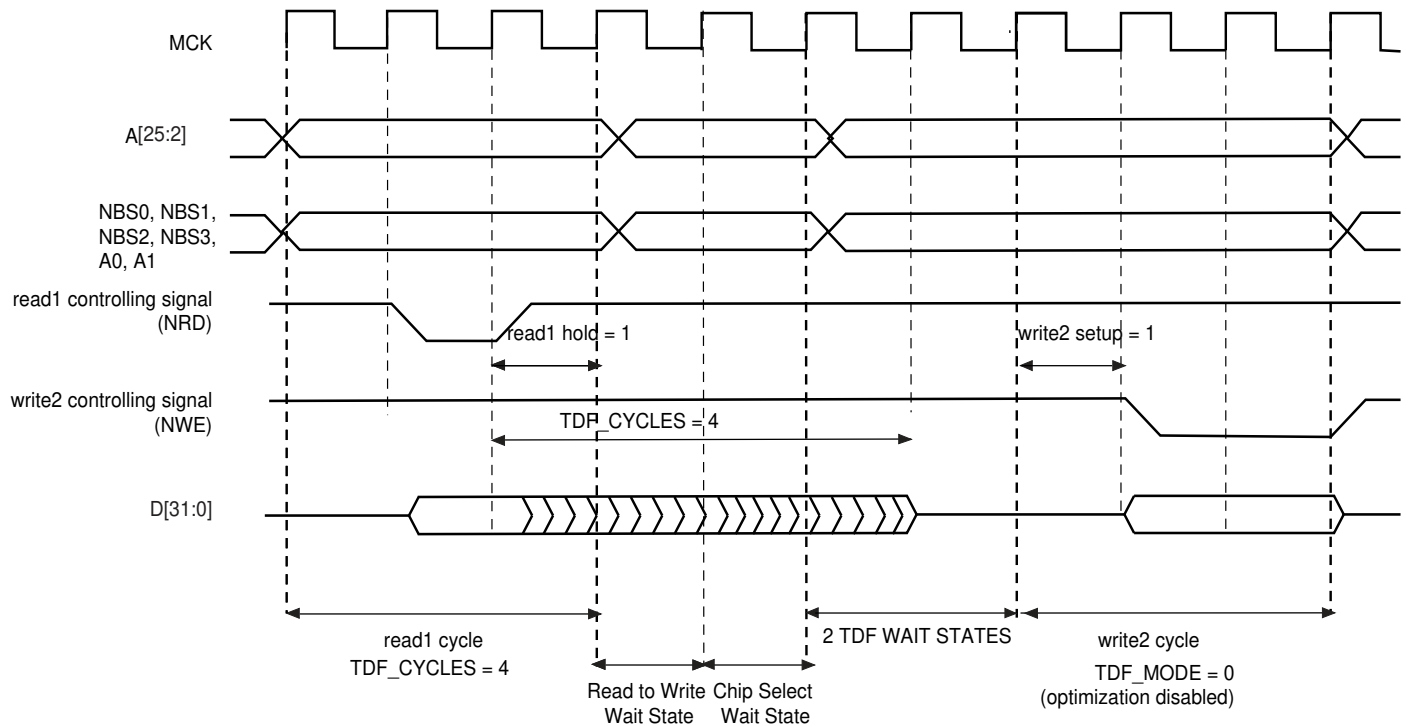 MCK
A[25:2]
NBS0, NBS1,
NBS2, NBS3,
A0, A1
read1 controlling signal
(NRD)
read1 hold = 1
write2 setup = 1
write2 controlling signal
(NWE)
TDF_CYCLES = 4
D[31:0]
read1 cycle
TDF_CYCLES = 4
2 TDF WAIT STATES
write2 cycle
TDF_MODE = 0
(optimization disabled)
Read to Write
Wait State
Chip Select
Wait State